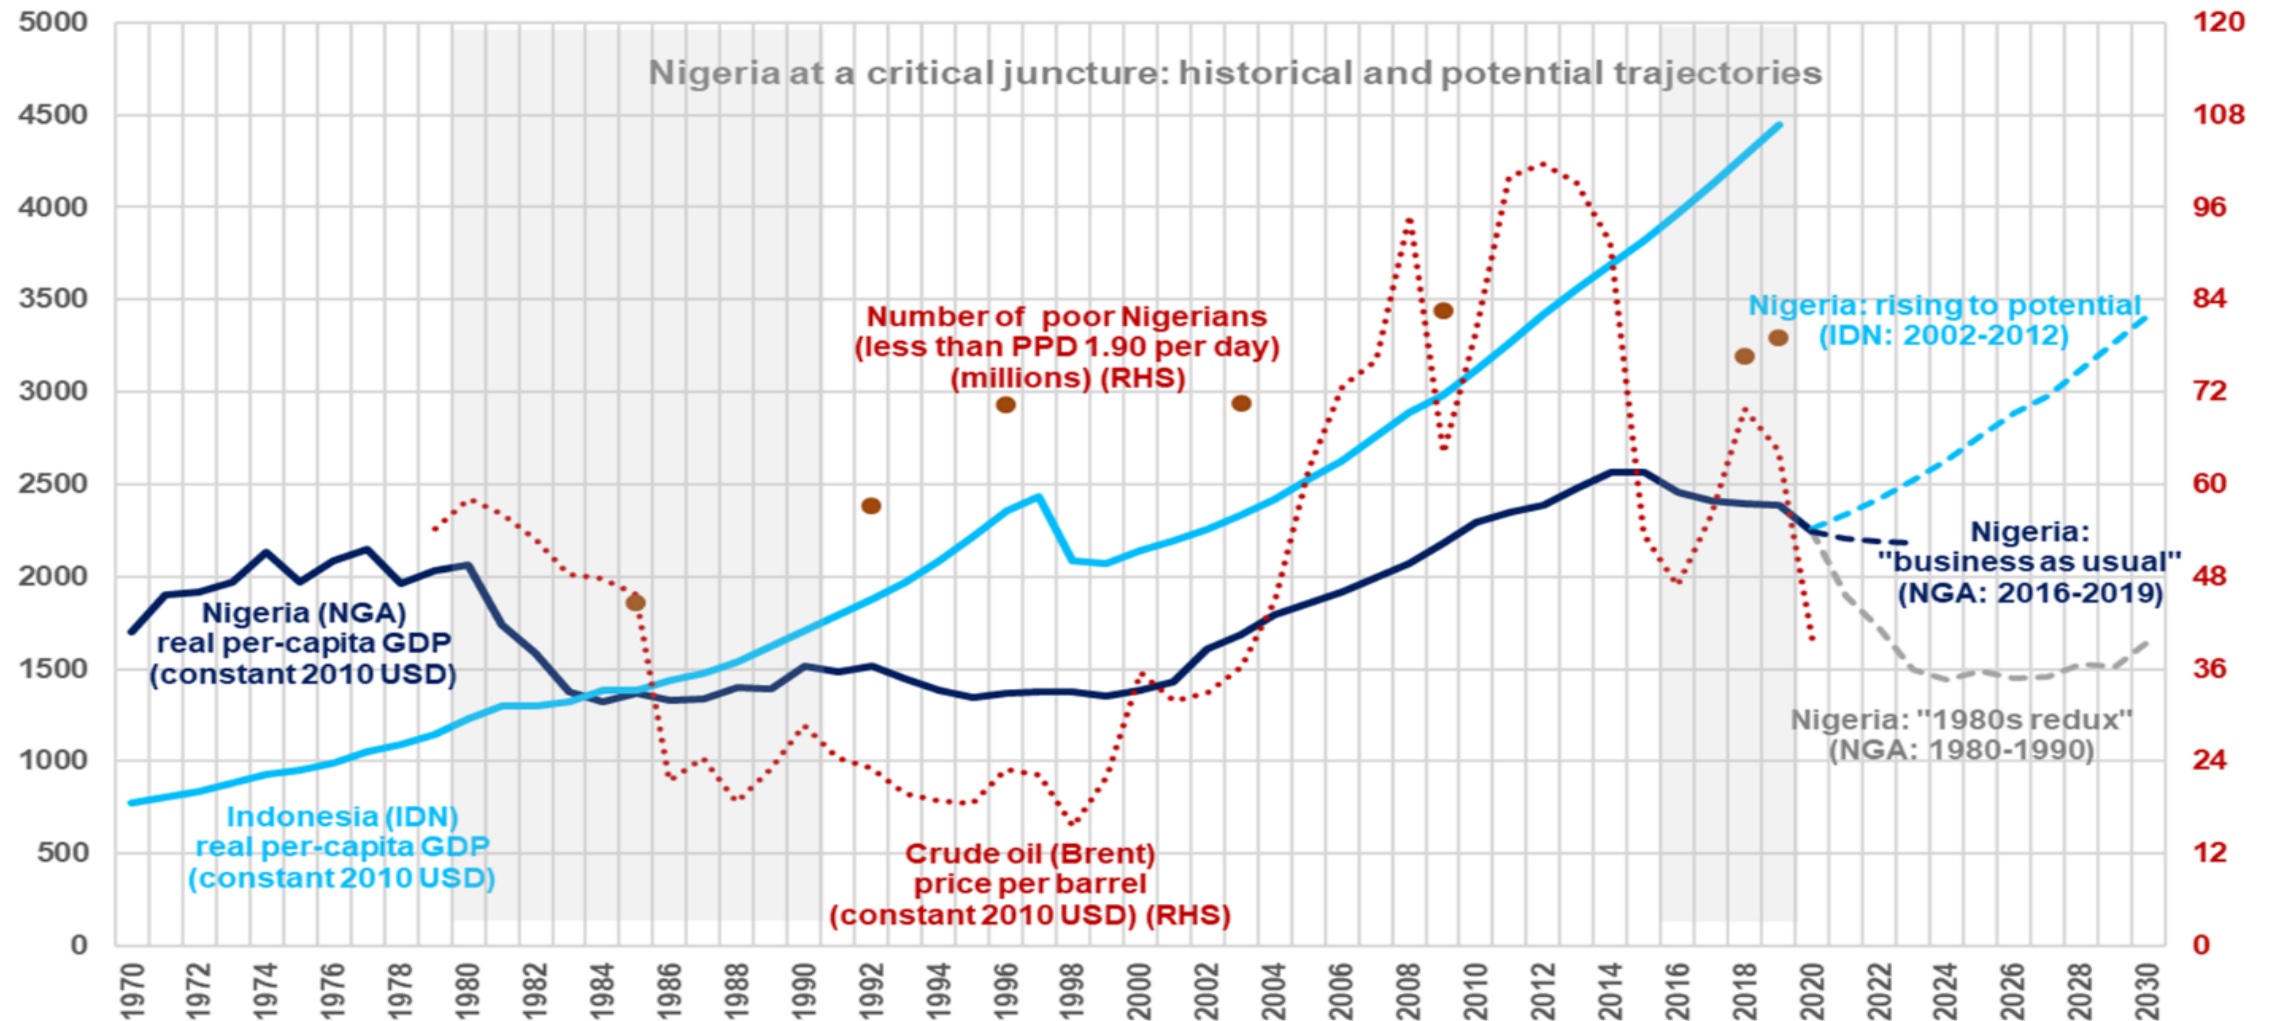 Nigeria at a critical juncture: historical and potential trajectories
5000
4500
4000
3500
3000
2500
2000
1500
1000
500
0
120
108
96
84
72
60
48
36
24
12
0
Number of poor Nigerians
(less than PPD 1.90 per day)
(millions) (RHS)
Nigeria: rising to potential
(IDN: 2002-2012)
Nigeria:
"business as usual"
(NGA: 2016-2019)
Nigeria (NGA)
real per-capita GDP
(constant 2010 USD)
Nigeria: "1980s redux"
(NGA: 1980-1990)
Indonesia (IDN)
real per-capita GDP
(constant 2010 USD)
Crude oil (Brent)
price per barrel
(constant 2010 USD) (RHS)
1970
1972
1974
1976
1978
1980
1982
1984
1986
1988
1990
1992
1994
1996
1998
2000
2002
2004
2006
2008
2010
2012
2014
2016
2018
2020
2022
2024
2026
2028
2030